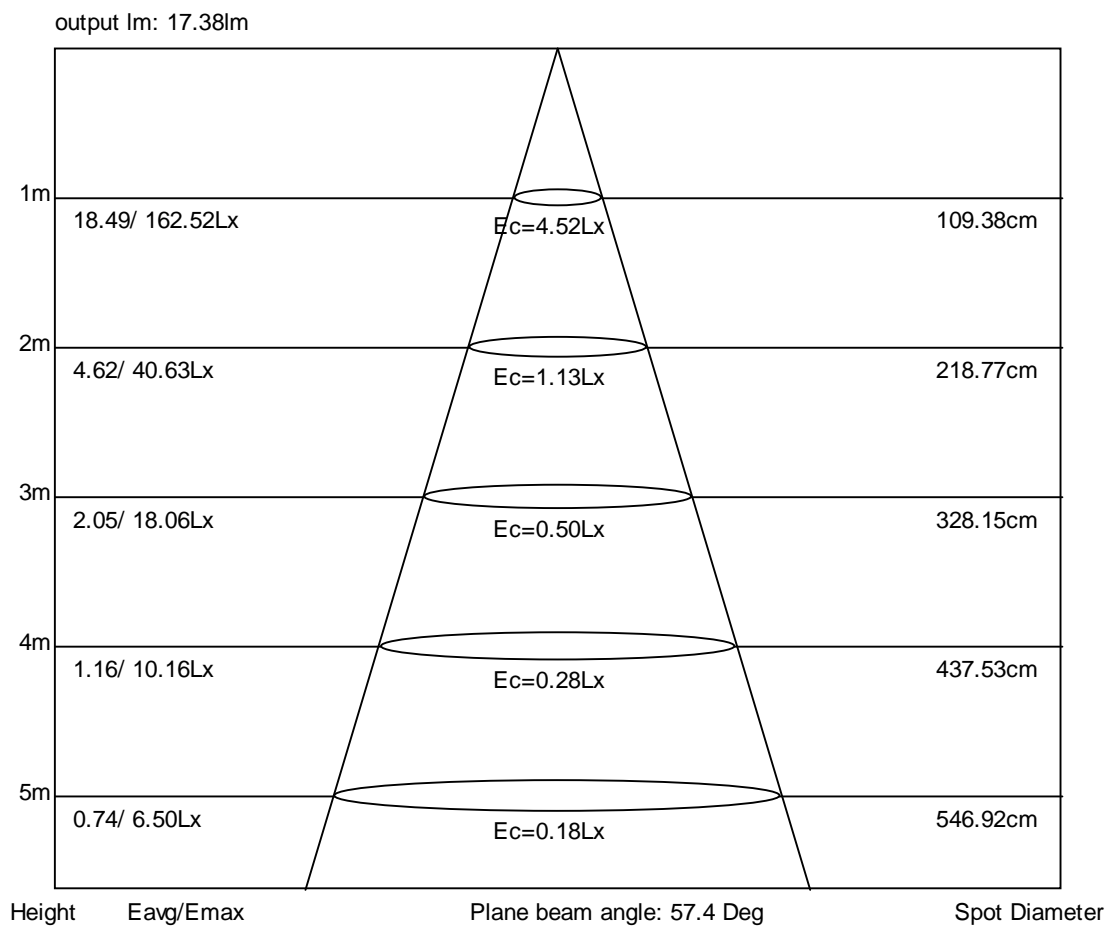 output lm: 17.38lm
1m
18.49/ 162.52Lx
Ec=4.52Lx
109.38cm
2m
4.62/ 40.63Lx
Ec=1.13Lx
218.77cm
3m
2.05/ 18.06Lx
Ec=0.50Lx
328.15cm
4m
1.16/ 10.16Lx
Ec=0.28Lx
437.53cm
5m
0.74/ 6.50Lx
Ec=0.18Lx
546.92cm
Height Eavg/Emax Plane beam angle: 57.4 Deg Spot Diameter